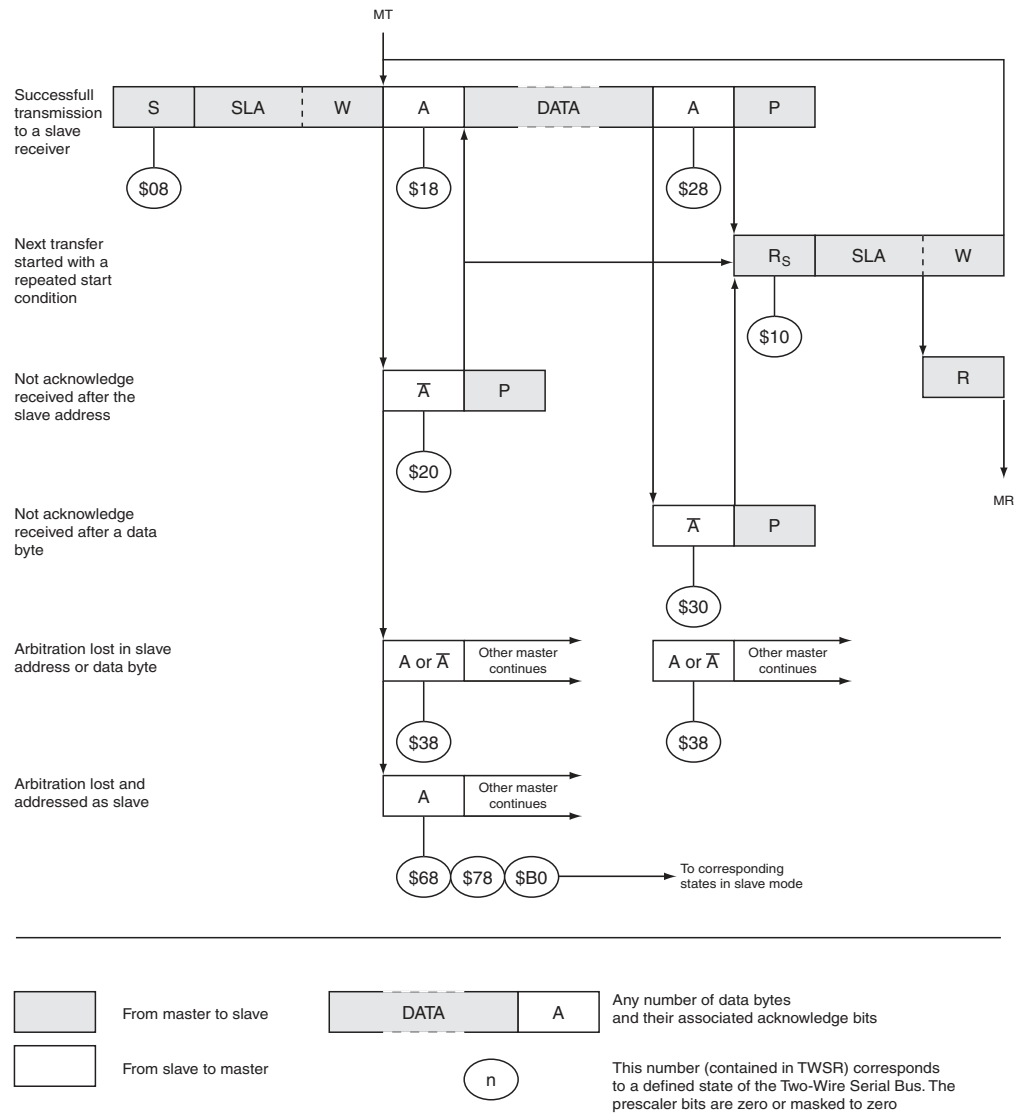 MT
Successfull
transmission
to a slave
receiver
S
SLA
W
A
DATA
A
P
$08
$18
$28
Next transfer
started with a
repeated start
condition
RS
SLA
W
$10
Not acknowledge
received after the
slave address
A̅
P
R
$20
MR
Not acknowledge
received after a data
byte
A̅
P
$30
Arbitration lost in slave
address or data byte
A or A̅
Other master
continues
A or A̅
Other master
continues
$38
$38
Arbitration lost and
addressed as slave
A
Other master
continues
$68
$78
$B0
To corresponding
states in slave mode
From master to slave
DATA
A
Any number of data bytes
and their associated acknowledge bits
From slave to master
n
This number (contained in TWSR) corresponds
to a defined state of the Two-Wire Serial Bus. The
prescaler bits are zero or masked to zero